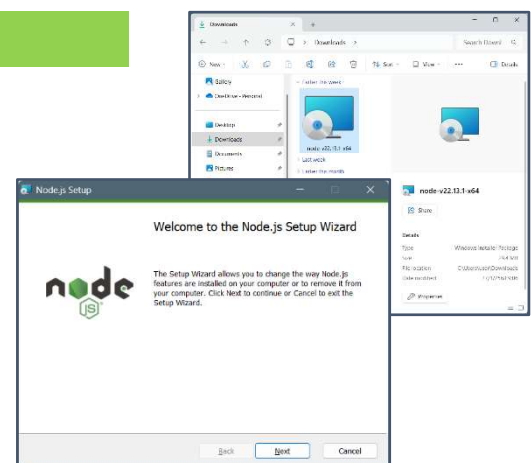 Downloads
Downloads
Search Downl
New
Sort
View
Details
Gallery
Earlier this week
OneDrive - Personal
Desktop
Downloads
Documents
Pictures
node-v22.13.1-x64
Last week
Earlier this month
node-v22.13.1-x64
Share
Details
Type
Windows Installer Package
Size
File location
Date modified
Properties
Node.js Setup
Welcome to the Node.js Setup Wizard
node
JS
The Setup Wizard allows you to change the way Node.js
features are installed on your computer or to remove it from
your computer. Click Next to continue or Cancel to exit the
Setup Wizard.
Back
Next
Cancel